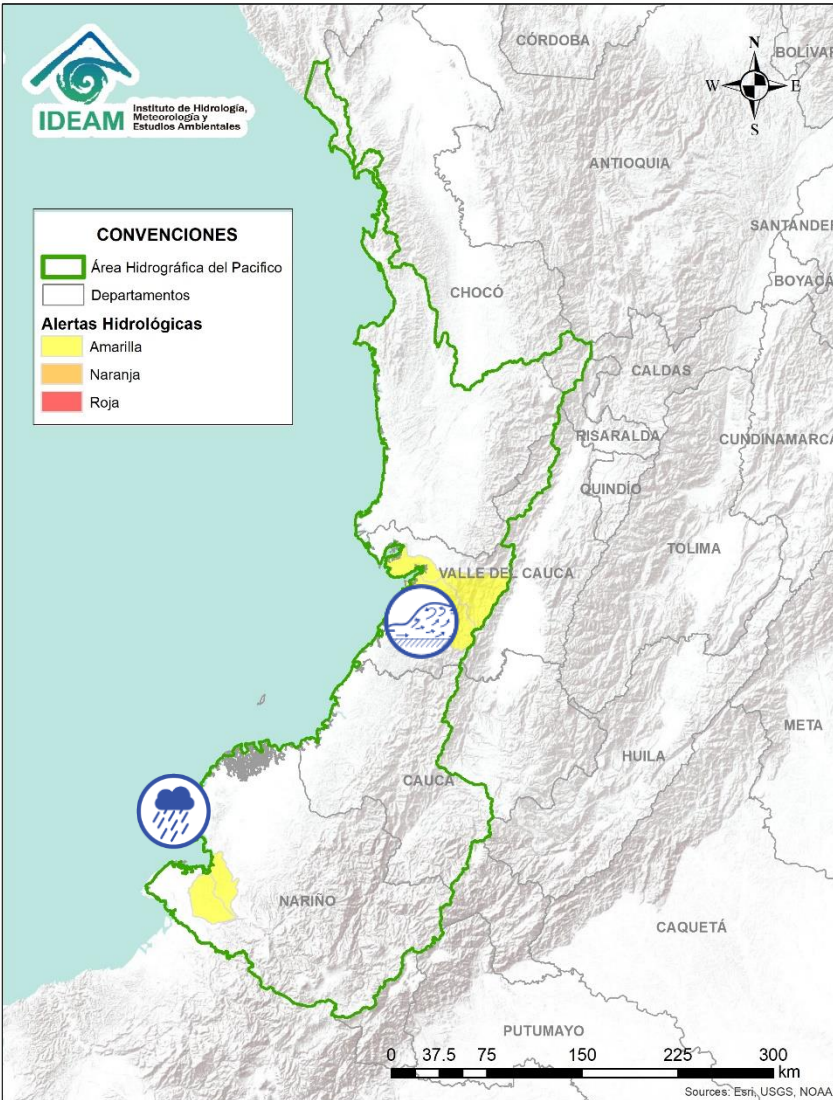 IDEAM
Instituto de Hidrología,
Meteorología y
Estudios Ambientales
CONVENCIONES
Área Hidrográfica del Pacifico
Departamentos
Alertas Hidrológicas
Amarilla
Naranja
Roja
N
W E
S
CÓRDOBA
BOLÍVAR
ANTIOQUIA
SANTANDER
BOYACÁ
CHOCÓ
CALDAS
RISARALDA
CUNDINAMARCA
QUINDÍO
TOLIMA
VALLE DEL CAUCA
META
HUILA
CAUCA
NARIÑO
CAQUETÁ
PUTUMAYO
0 37.5 75 150 225 300
km
Sources: Esri, USGS, NOAA